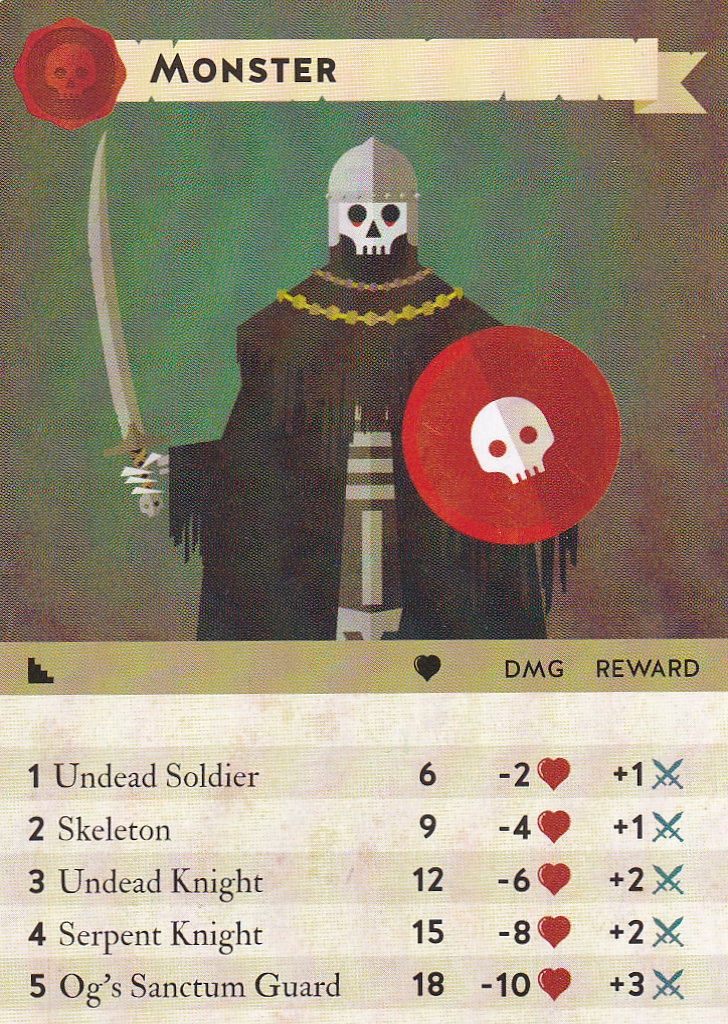 MONSTER
DMG REWARD
1 Undead Soldier 6 -2 +1
2 Skeleton 9 -4 +1
3 Undead Knight 12 -6 +2
4 Serpent Knight 15 -8 +2
5 Og's Sanctum Guard 18 -10 +3